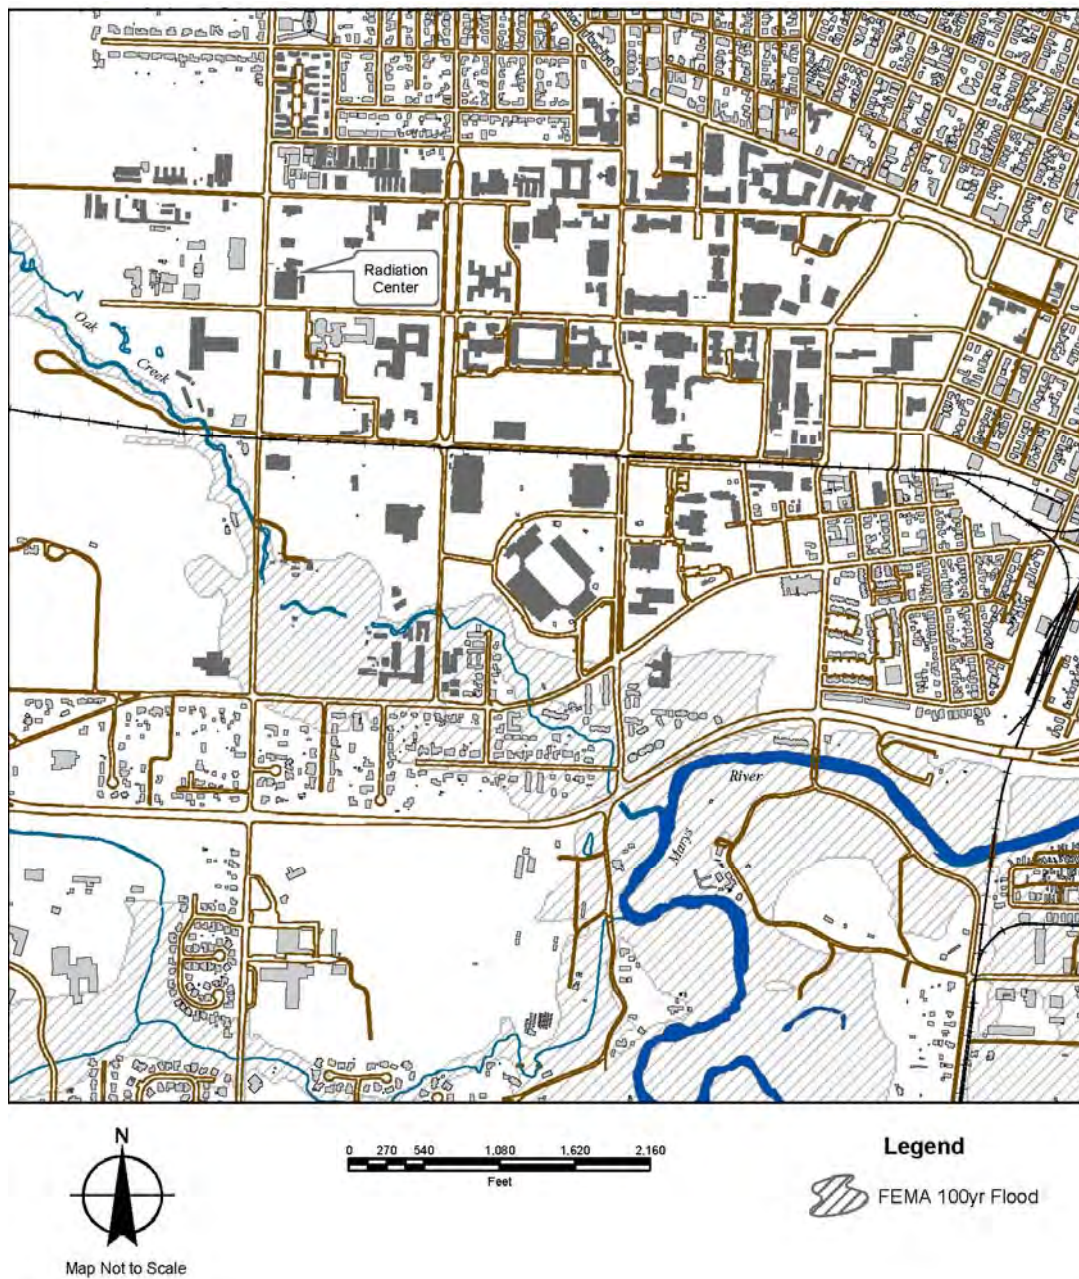 Radiation
Center
Oak
Creek
River
Marys
N
Map Not to Scale
0 270 540 1,080 1,620 2,160
Feet
Legend
FEMA 100yr Flood